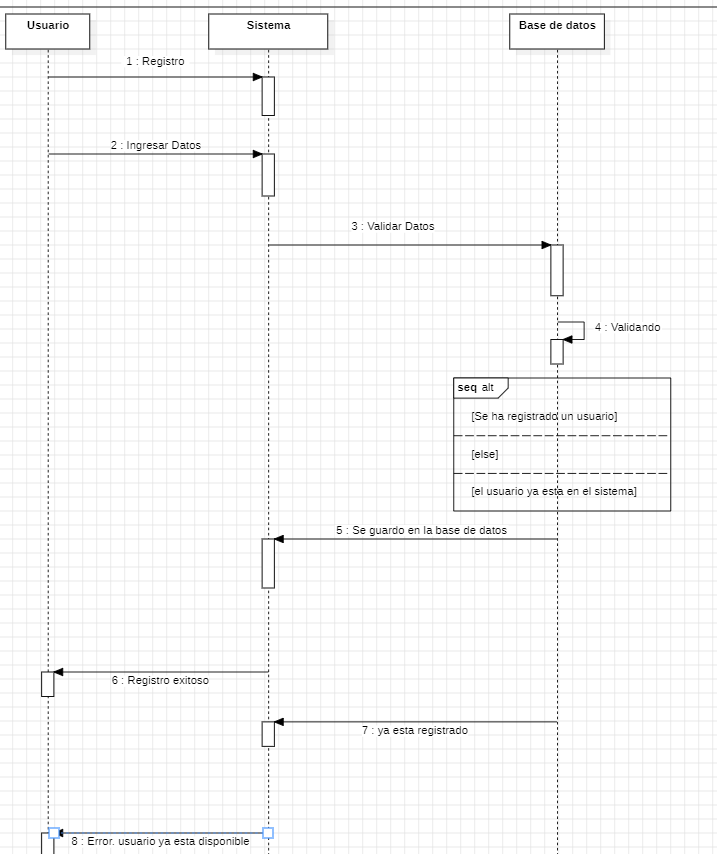 Usuario
Sistema
Base de datos
1 : Registro
2 : Ingresar Datos
3 : Validar Datos
4 : Validando
seq alt
[Se ha registrado un usuario]
[else]
[el usuario ya esta en el sistema]
5 : Se guardo en la base de datos
6 : Registro exitoso
7 : ya esta registrado
8 : Error. usuario ya esta disponible